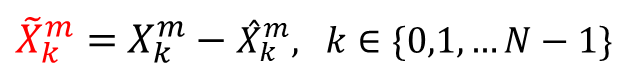 X̃ₖᵐ = Xₖᵐ − X̂ₖᵐ, k ∈ {0,1, … N − 1}